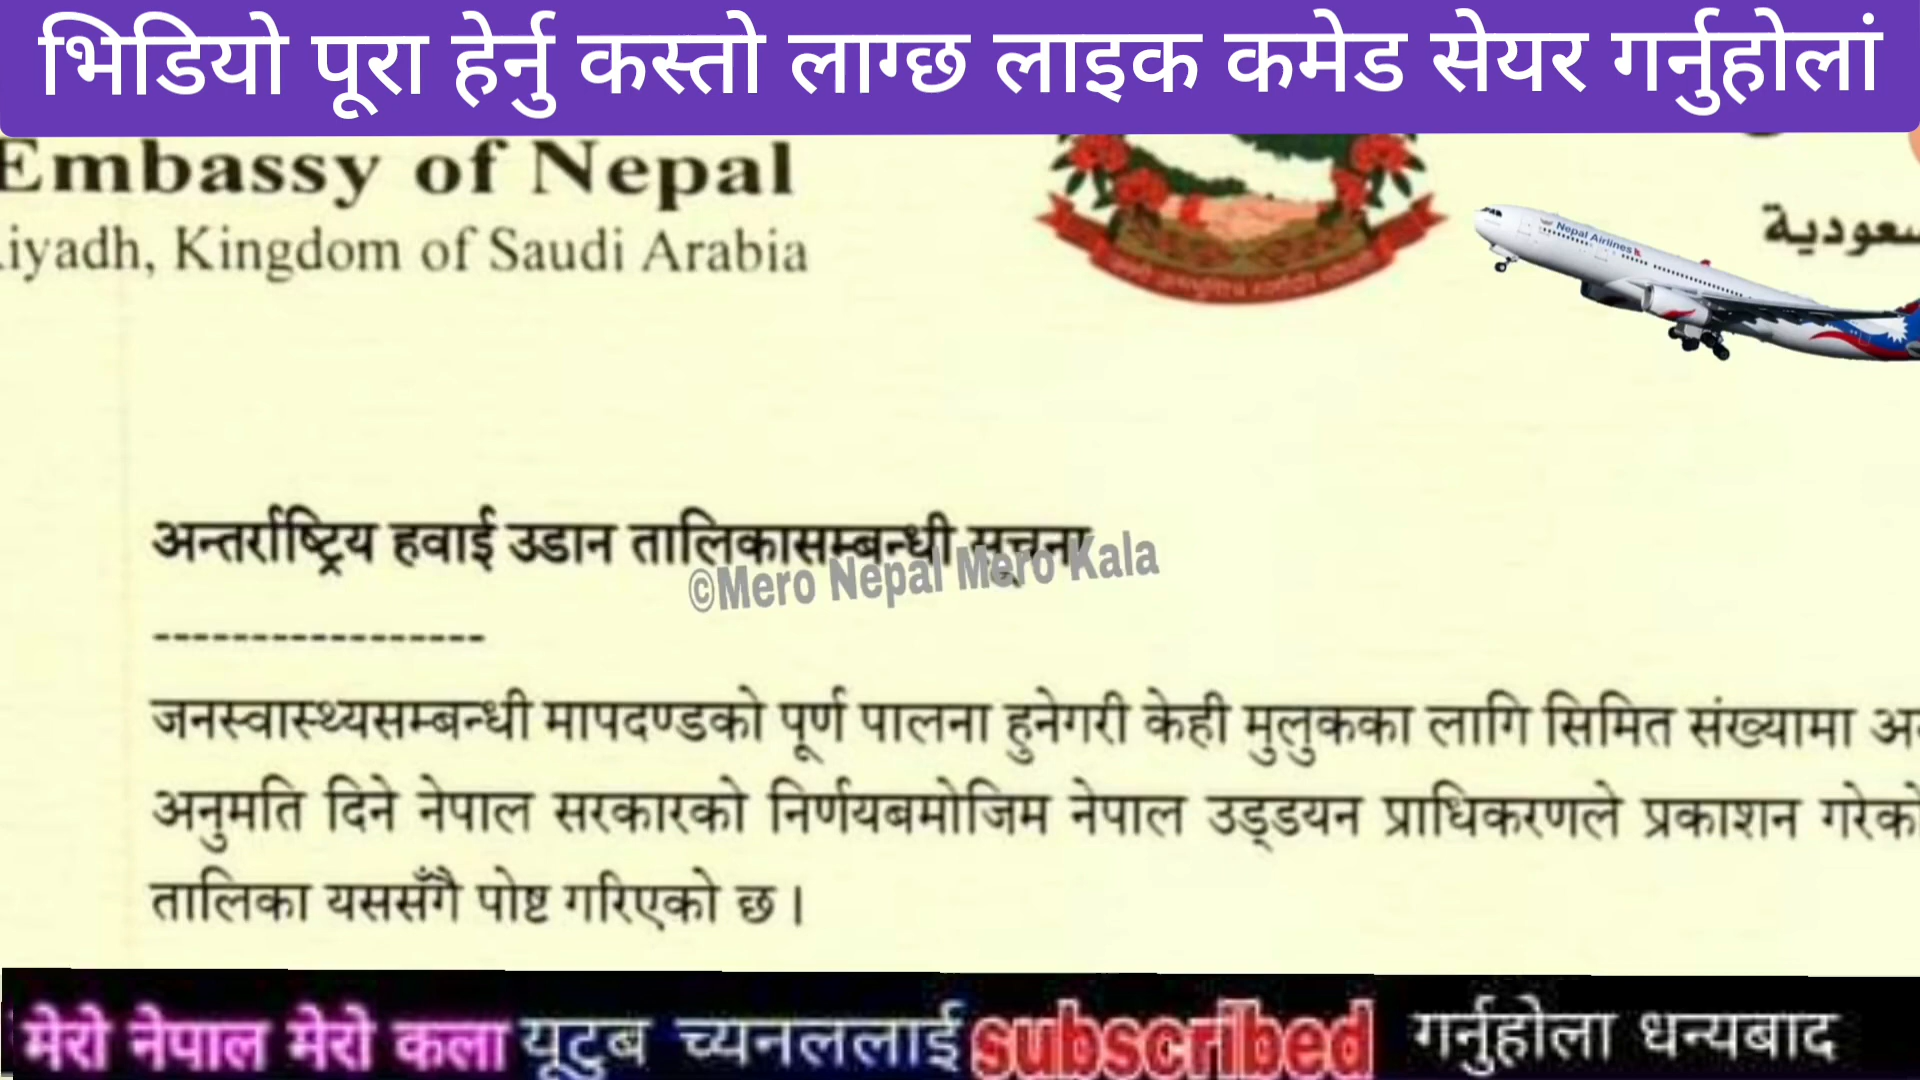 भिडियो पूरा हेर्नु कस्तो लाग्छ लाइक कमेड सेयर गर्नुहोलां
Embassy of Nepal
iyadh, Kingdom of Saudi Arabia
Nepal Airlines
अन्तर्राष्ट्रिय हवाई उडान तालिकासम्बन्धी सूचना
©Mero Nepal Mero Kala
-----------------
जनस्वास्थ्यसम्बन्धी मापदण्डको पूर्ण पालना हुनेगरी केही मुलुकका लागि सिमित संख्यामा
अनुमति दिने नेपाल सरकारको निर्णयबमोजिम नेपाल उड्डयन प्राधिकरणले प्रकाशन गरेको
तालिका यससँगै पोष्ट गरिएको छ।
मेरो नेपाल मेरो कला यूटुब च्यनललाई subscribed गर्नुहोला धन्यबाद